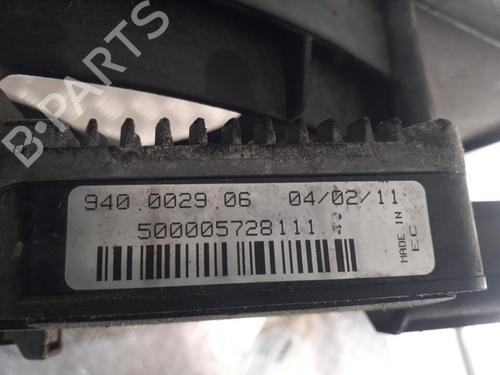 B-PARTS
940.0029.06 04/02/11
500005728111
MADE IN
EC